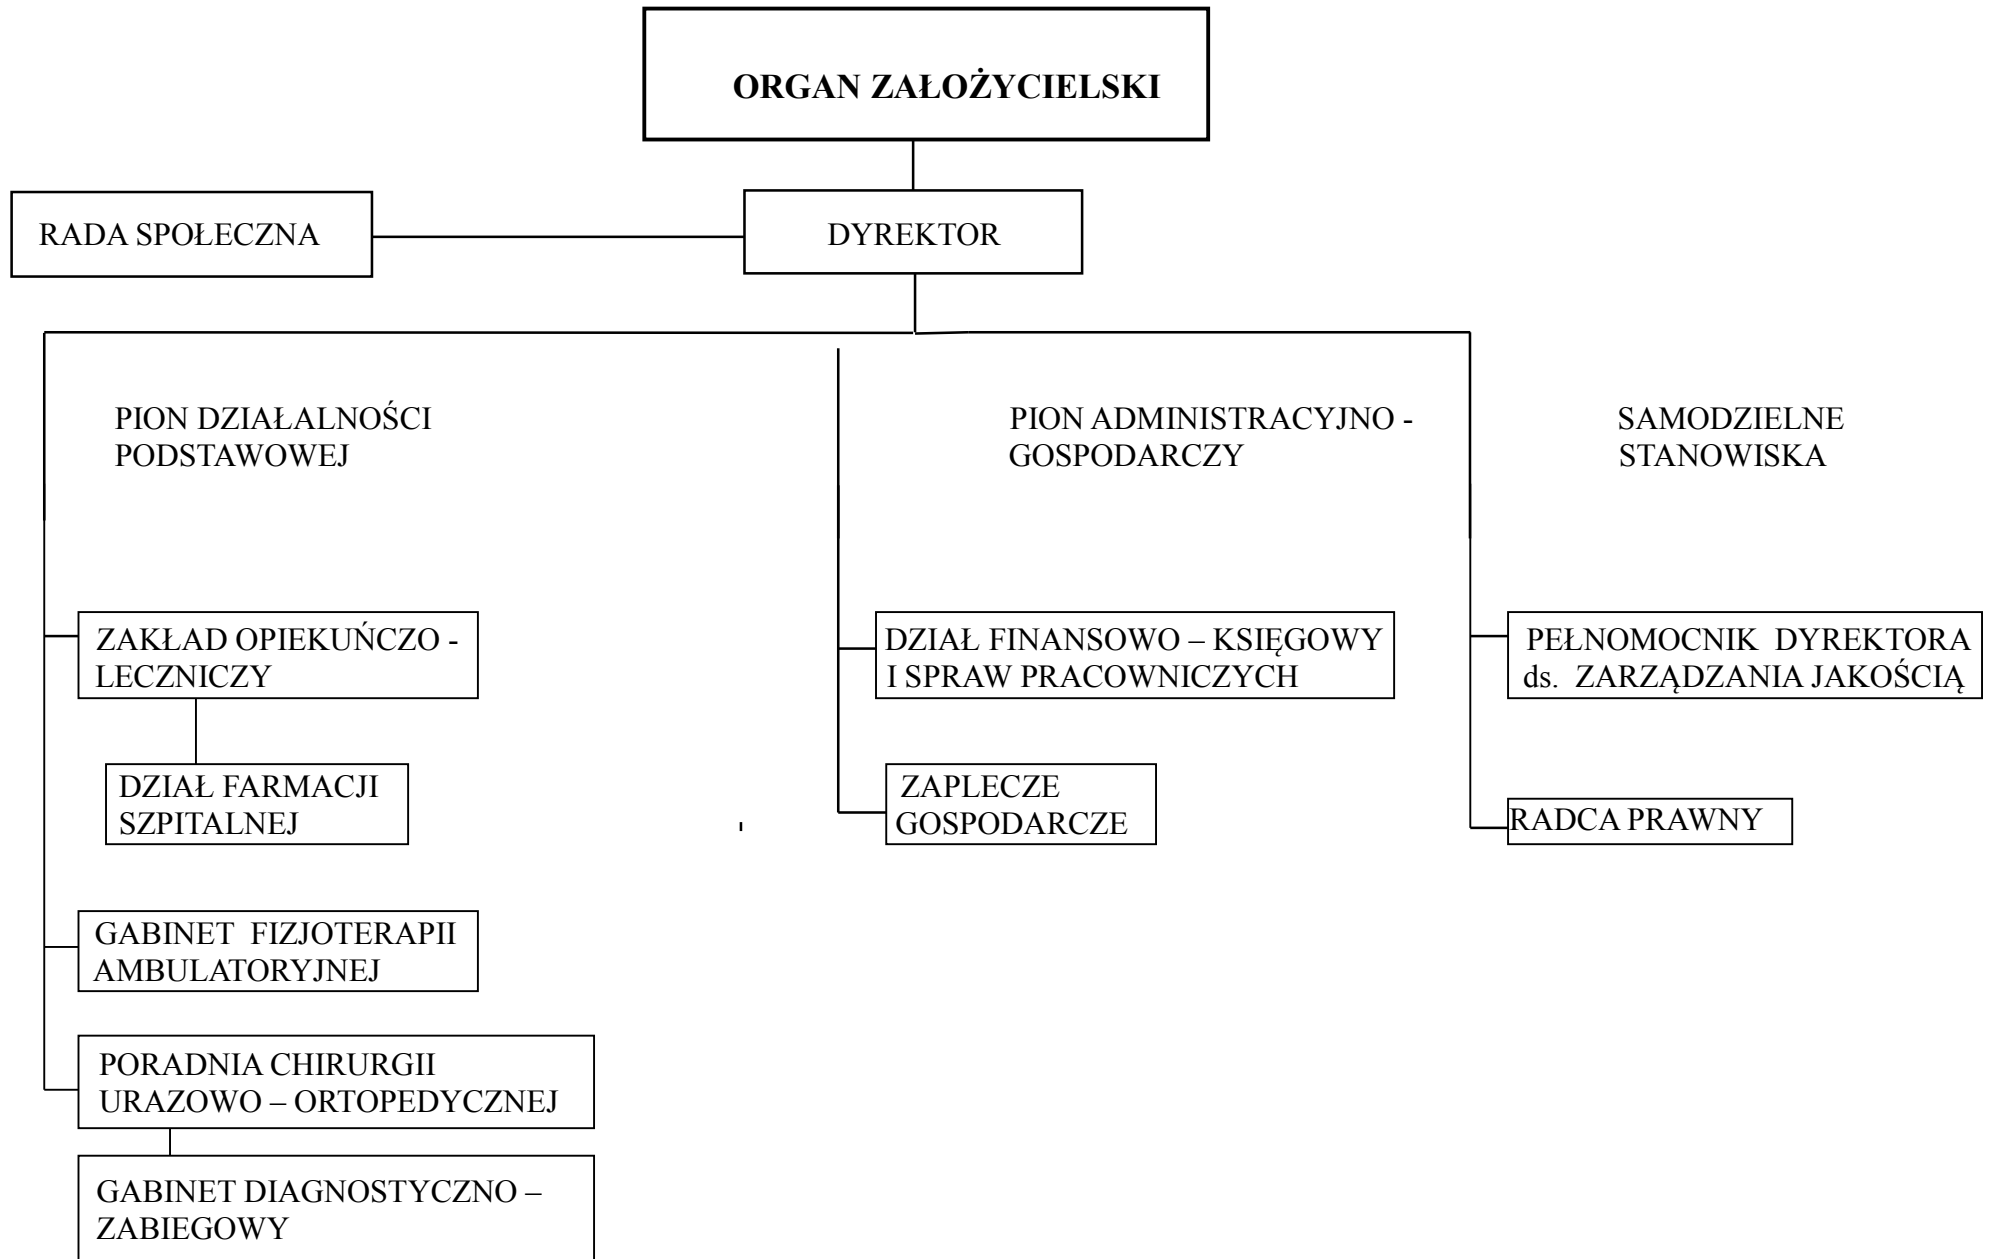 ORGAN ZAŁOŻYCIELSKI
RADA SPOŁECZNA
DYREKTOR
PION DZIAŁALNOŚCI
PODSTAWOWEJ
PION ADMINISTRACYJNO -
GOSPODARCZY
SAMODZIELNE
STANOWISKA
ZAKŁAD OPIEKUŃCZO -
LECZNICZY
DZIAŁ FINANSOWO – KSIĘGOWY
I SPRAW PRACOWNICZYCH
PEŁNOMOCNIK DYREKTORA
ds. ZARZĄDZANIA JAKOŚCIĄ
DZIAŁ FARMACJI
SZPITALNEJ
ZAPLECZE
GOSPODARCZE
RADCA PRAWNY
GABINET FIZJOTERAPII
AMBULATORYJNEJ
PORADNIA CHIRURGII
URAZOWO – ORTOPEDYCZNEJ
GABINET DIAGNOSTYCZNO –
ZABIEGOWY